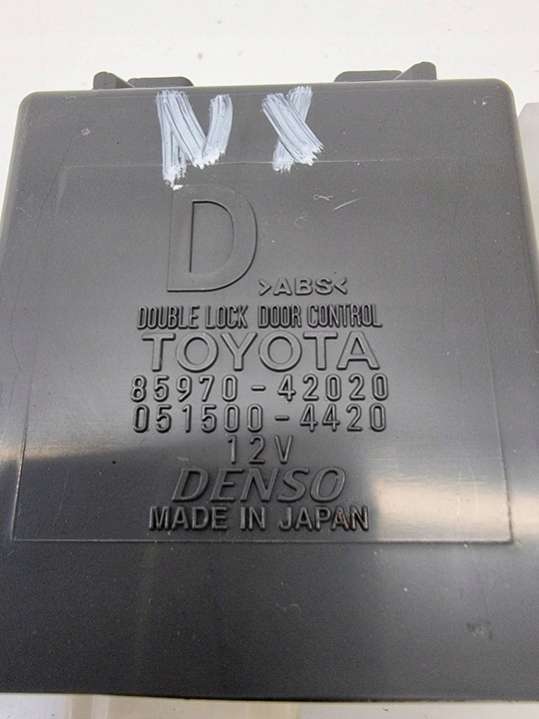 NX
D
>ABS<
DOUBLE LOCK DOOR CONTROL
TOYOTA
85970-42020
051500-4420
12V
DENSO
MADE IN JAPAN